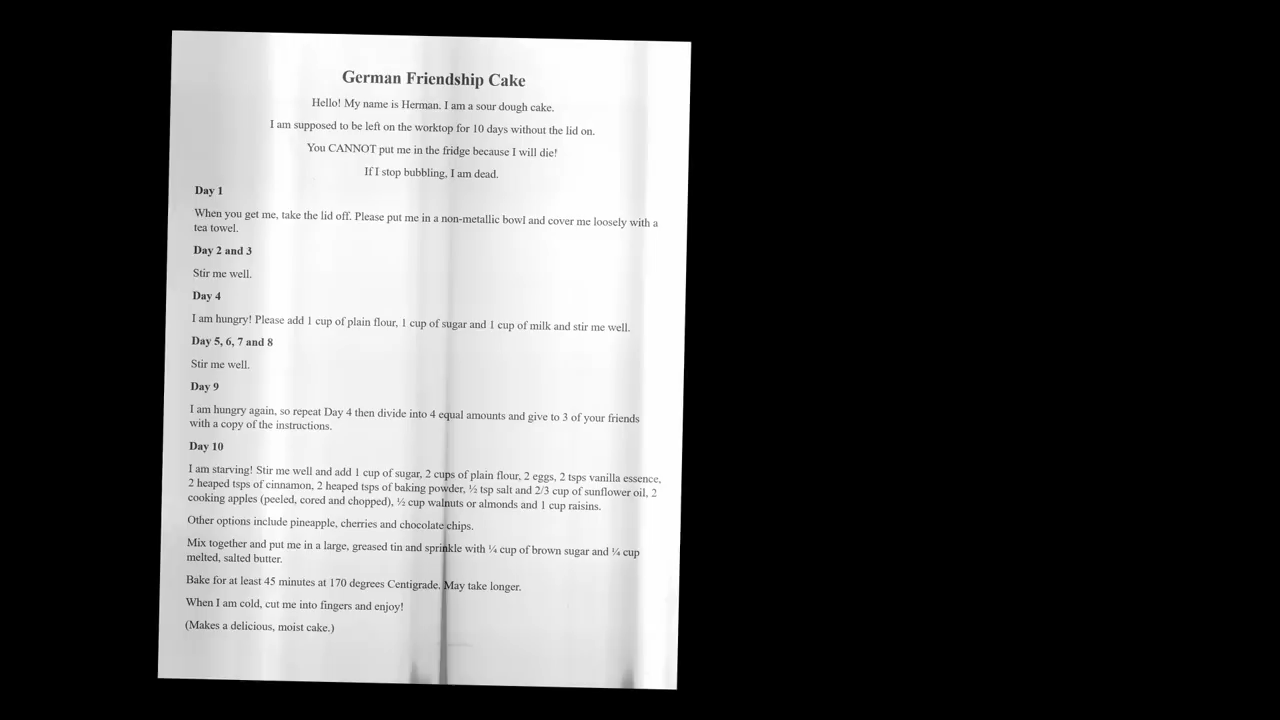 German Friendship Cake
Hello! My name is Herman. I am a sour dough cake.
I am supposed to be left on the worktop for 10 days without the lid on.
You CANNOT put me in the fridge because I will die!
If I stop bubbling, I am dead.
Day 1
When you get me, take the lid off. Please put me in a non-metallic bowl and cover me loosely with a
tea towel.
Day 2 and 3
Stir me well.
Day 4
I am hungry! Please add 1 cup of plain flour, 1 cup of sugar and 1 cup of milk and stir me well.
Day 5, 6, 7 and 8
Stir me well.
Day 9
I am hungry again, so repeat Day 4 then divide into 4 equal amounts and give to 3 of your friends
with a copy of the instructions.
Day 10
I am starving! Stir me well and add 1 cup of sugar, 2 cups of plain flour, 2 eggs, 2 tsps vanilla essence,
2 heaped tsps of cinnamon, 2 heaped tsps of baking powder, ½ tsp salt and 2/3 cup of sunflower oil, 2
cooking apples (peeled, cored and chopped), ½ cup walnuts or almonds and 1 cup raisins.
Other options include pineapple, cherries and chocolate chips.
Mix together and put me in a large, greased tin and sprinkle with ¼ cup of brown sugar and ¼ cup
melted, salted butter.
Bake for at least 45 minutes at 170 degrees Centigrade. May take longer.
When I am cold, cut me into fingers and enjoy!
(Makes a delicious, moist cake.)